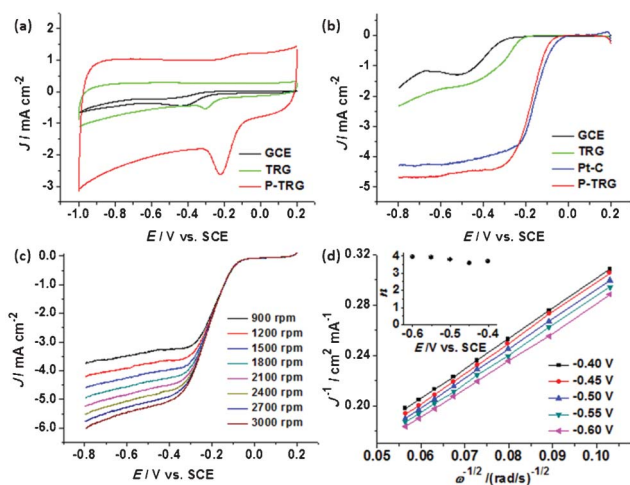 (a)
2
1
0
-1
-2
-3
J / mA cm⁻²
GCE
TRG
P-TRG
-1.0 -0.8 -0.6 -0.4 -0.2 0.0 0.2
E / V vs. SCE
(b)
0
-1
-2
-3
-4
-5
J / mA cm⁻²
GCE
TRG
Pt-C
P-TRG
-0.8 -0.6 -0.4 -0.2 0.0 0.2
E / V vs. SCE
(c)
0.0
-1.0
-2.0
-3.0
-4.0
-5.0
-6.0
J / mA cm⁻²
900 rpm
1200 rpm
1500 rpm
1800 rpm
2100 rpm
2400 rpm
2700 rpm
3000 rpm
-0.8 -0.6 -0.4 -0.2 0.0 0.2
E / V vs. SCE
(d)
0.32
0.28
0.24
0.20
J⁻¹ / cm² mA⁻¹
4
3
2
1
0
n
-0.6 -0.5 -0.4
E / V vs. SCE
-0.40 V
-0.45 V
-0.50 V
-0.55 V
-0.60 V
0.05 0.06 0.07 0.08 0.09 0.10 0.11
ω⁻¹/² /(rad/s)⁻¹/²